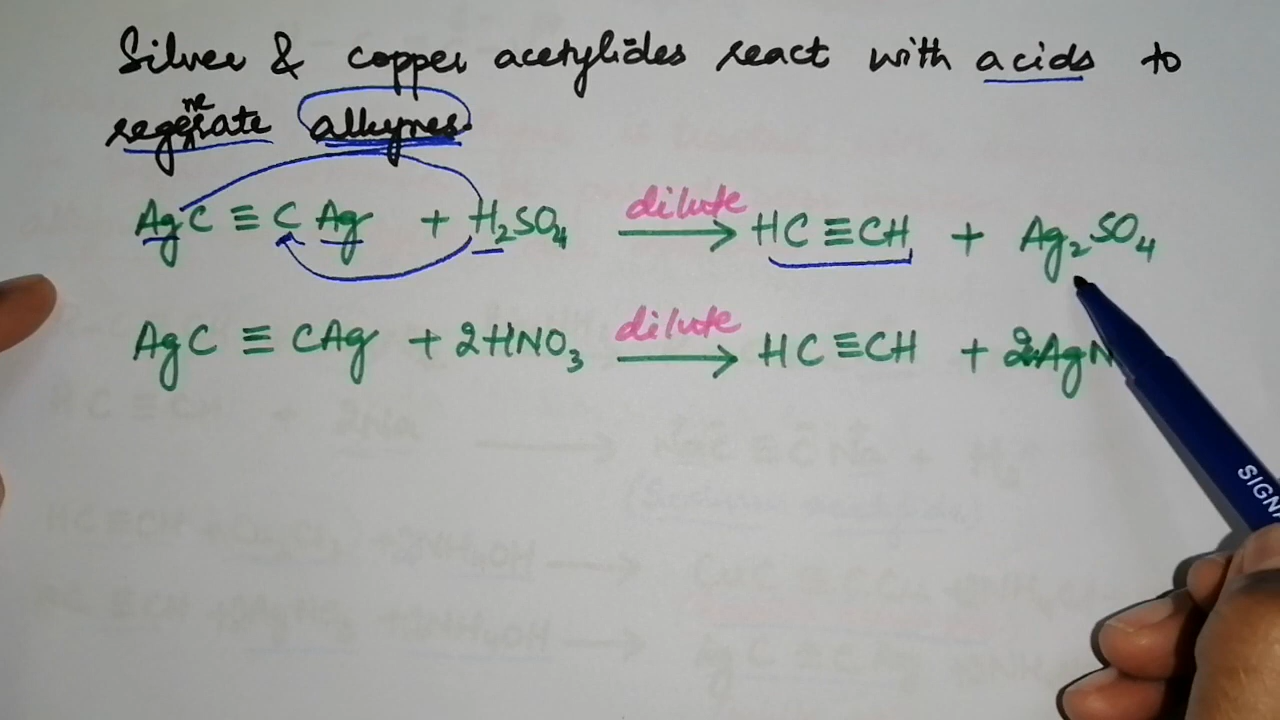 Silver & copper acetylides react with acids to
regenerate alkynes.
AgC ≡ C Ag + H₂SO₄ dilute → HC ≡ CH + Ag₂SO₄
AgC ≡ CAg + 2HNO₃ dilute → HC ≡ CH + 2AgN
SIGNA